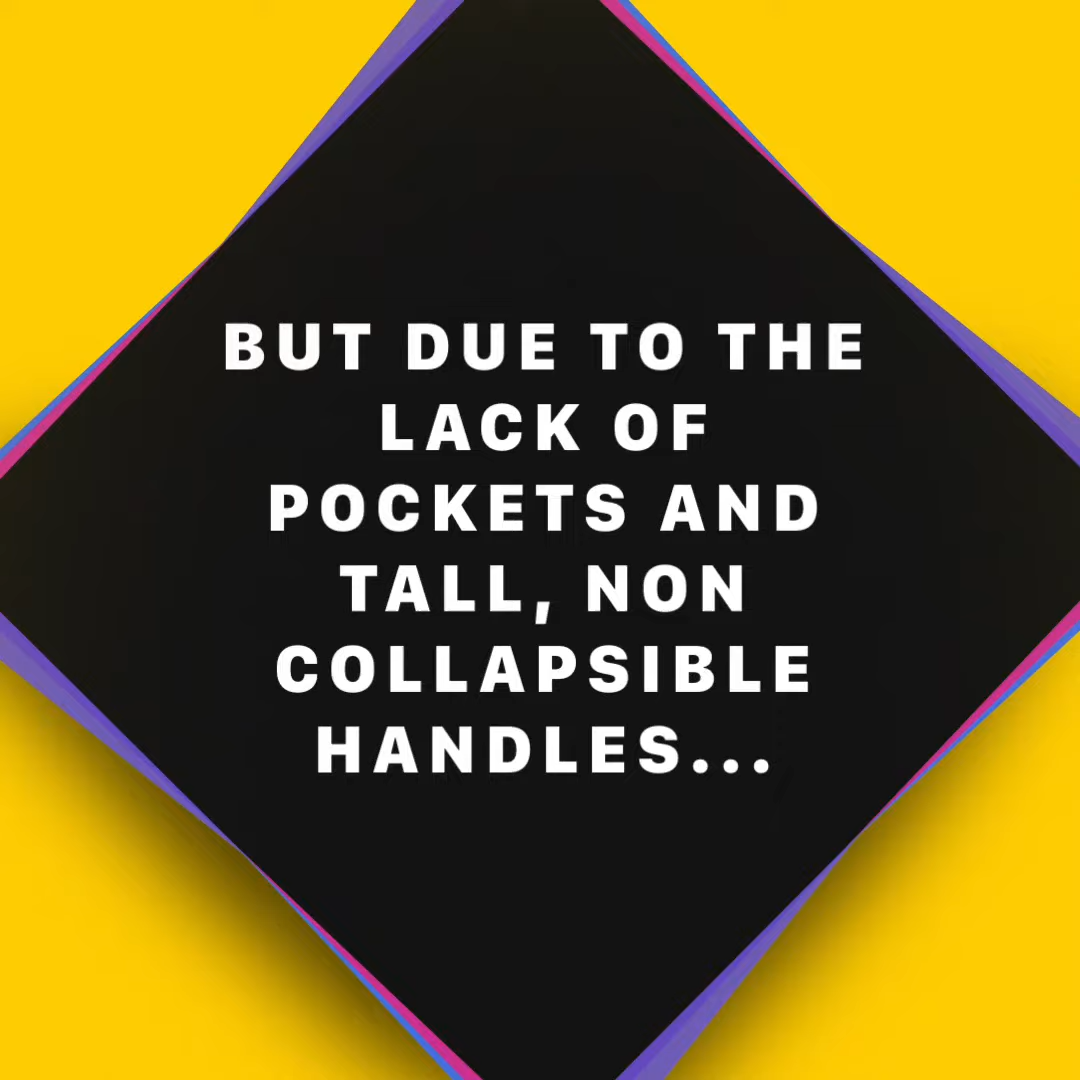 BUT DUE TO THE
LACK OF
POCKETS AND
TALL, NON
COLLAPSIBLE
HANDLES...